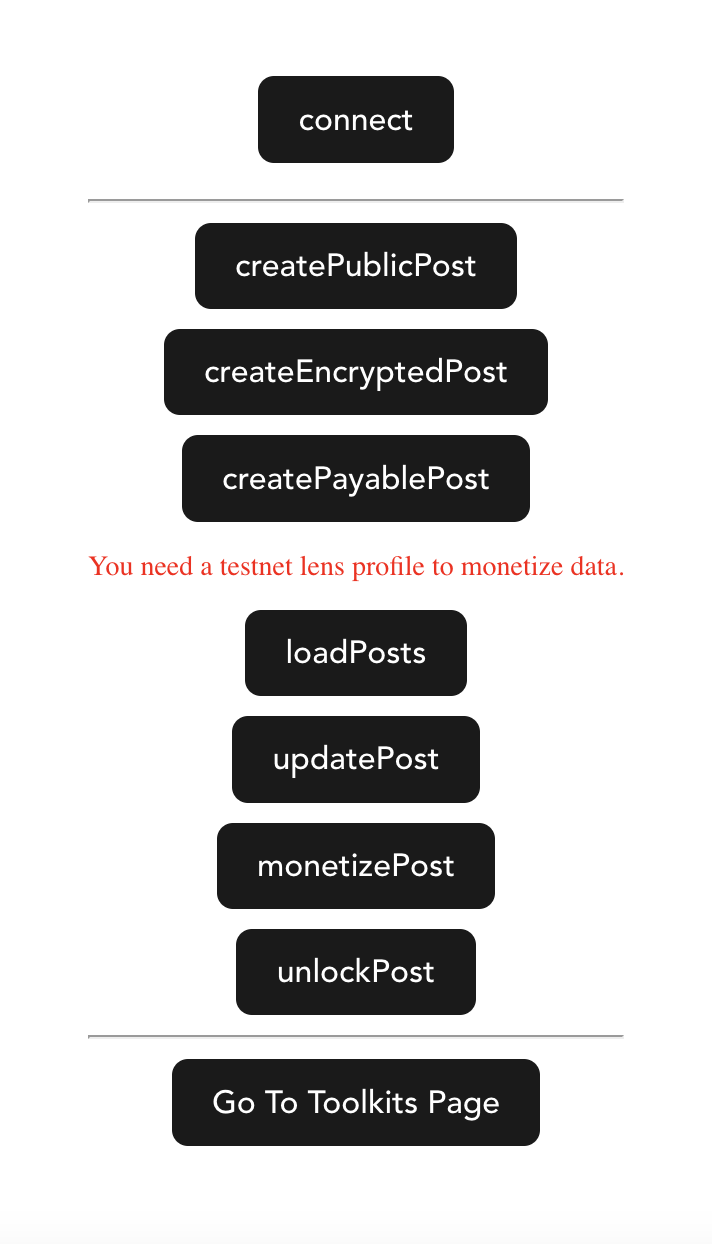 connect
createPublicPost
createEncryptedPost
createPayablePost
You need a testnet lens profile to monetize data.
loadPosts
updatePost
monetizePost
unlockPost
Go To Toolkits Page